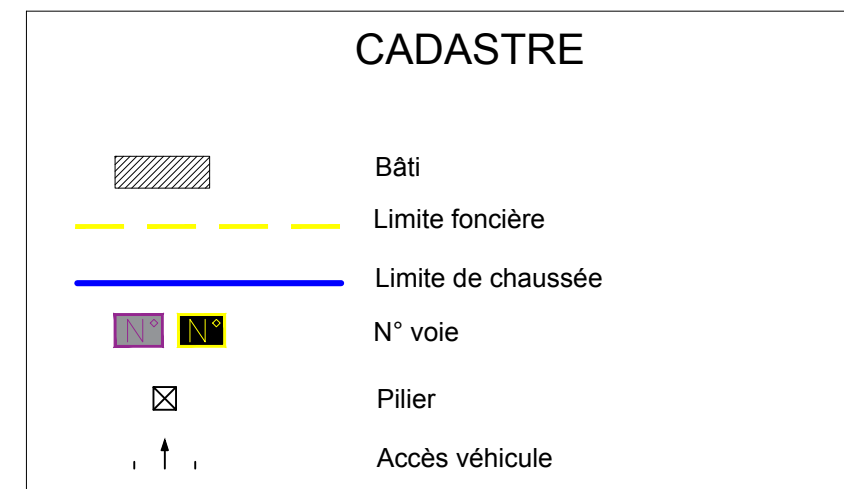 CADASTRE
Bâti
Limite foncière
Limite de chaussée
N° N° N° voie
Pilier
Accès véhicule